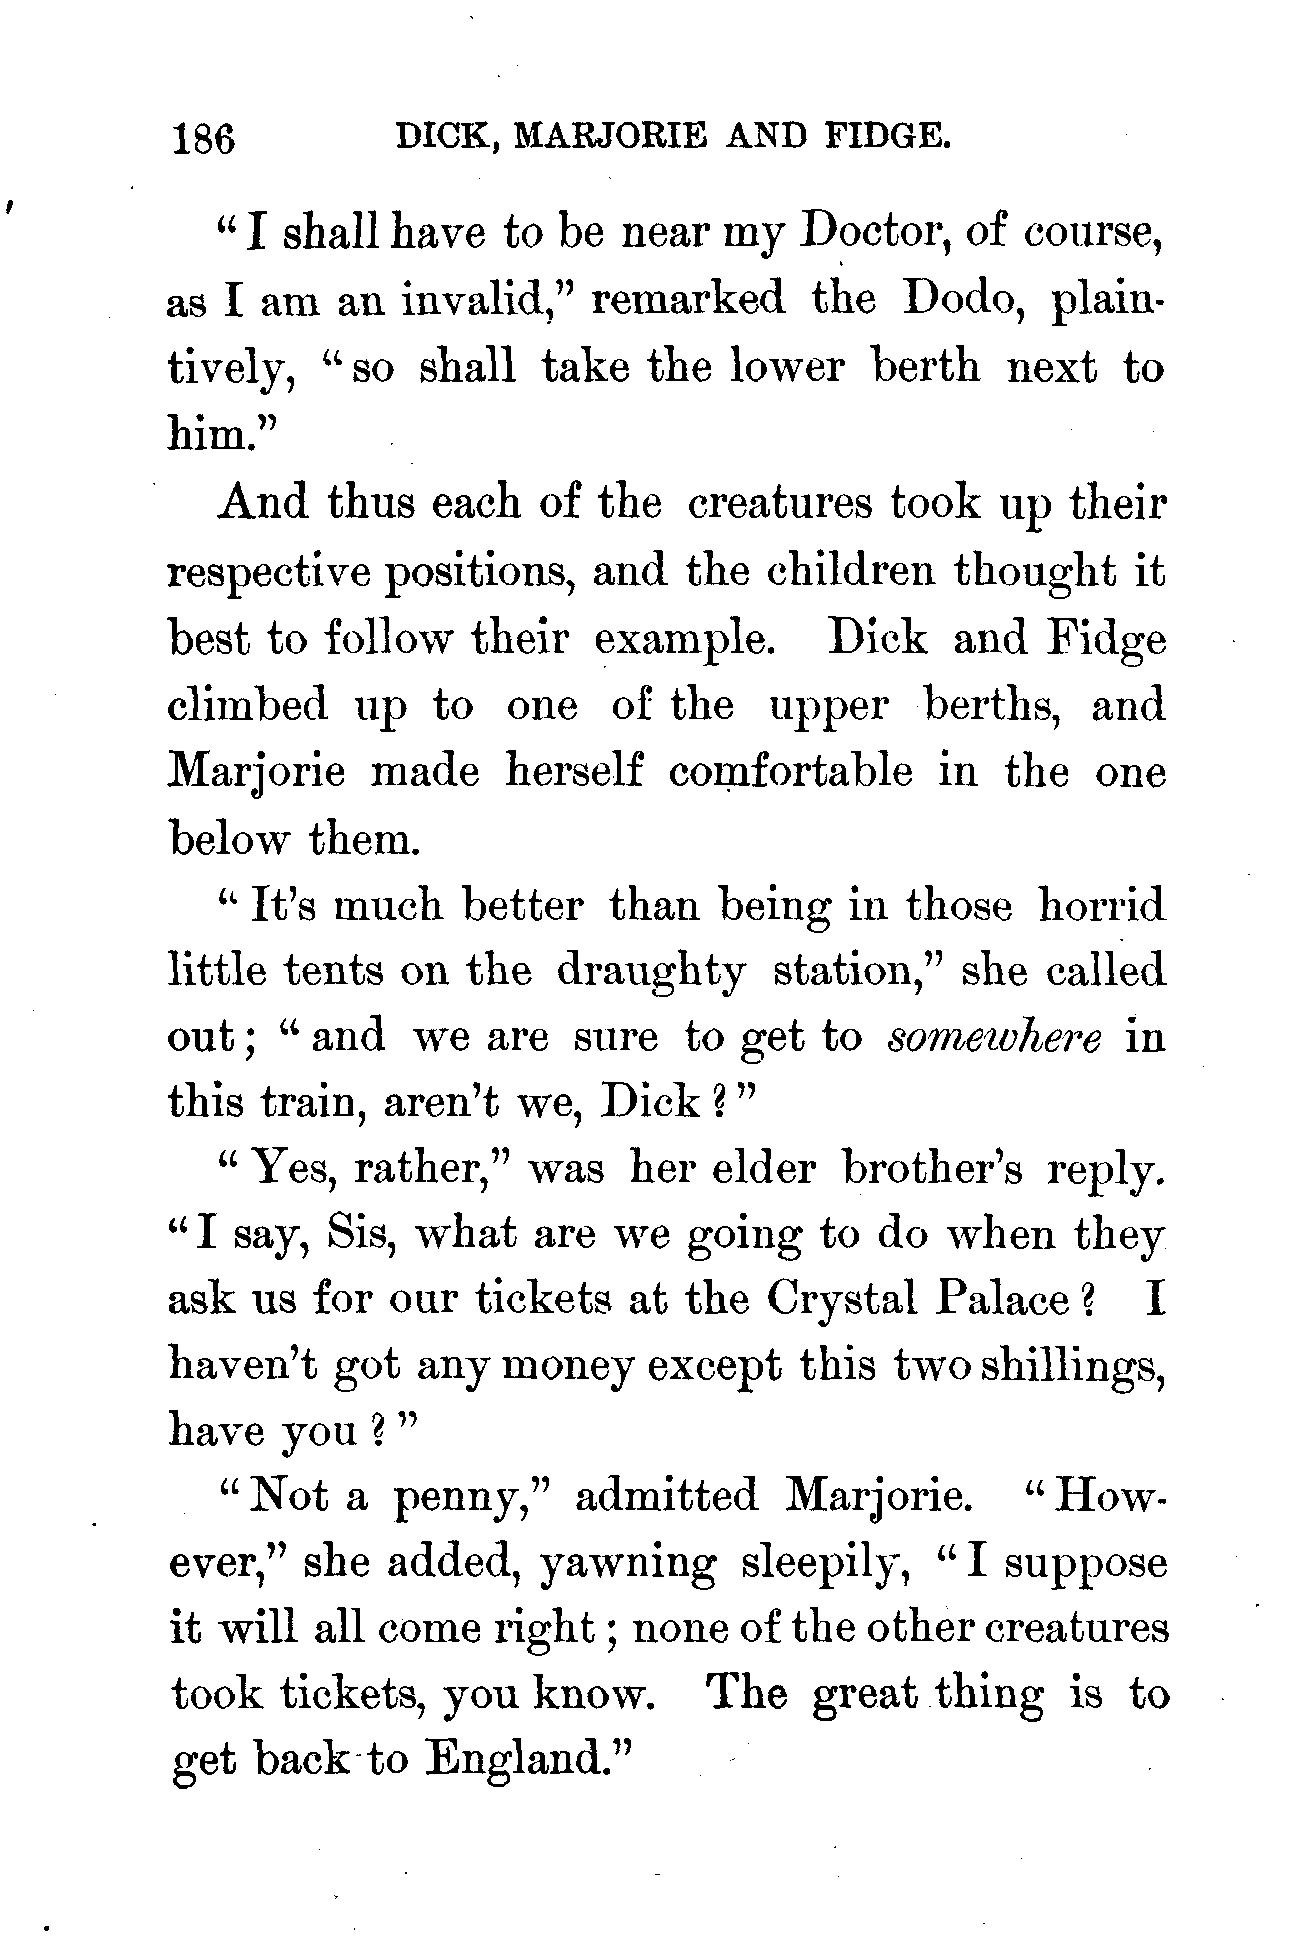 186 DICK, MARJORIE AND FIDGE.
“I shall have to be near my Doctor, of course,
as I am an invalid,” remarked the Dodo, plain-
tively, “so shall take the lower berth next to
him.”
And thus each of the creatures took up their
respective positions, and the children thought it
best to follow their example. Dick and Fidge
climbed up to one of the upper berths, and
Marjorie made herself comfortable in the one
below them.
“It's much better than being in those horrid
little tents on the draughty station,” she called
out; “and we are sure to get to somewhere in
this train, aren't we, Dick?”
“Yes, rather,” was her elder brother's reply.
“I say, Sis, what are we going to do when they
ask us for our tickets at the Crystal Palace? I
haven't got any money except this two shillings,
have you?”
“Not a penny,” admitted Marjorie. “How-
ever,” she added, yawning sleepily, “I suppose
it will all come right; none of the other creatures
took tickets, you know. The great thing is to
get back to England.”